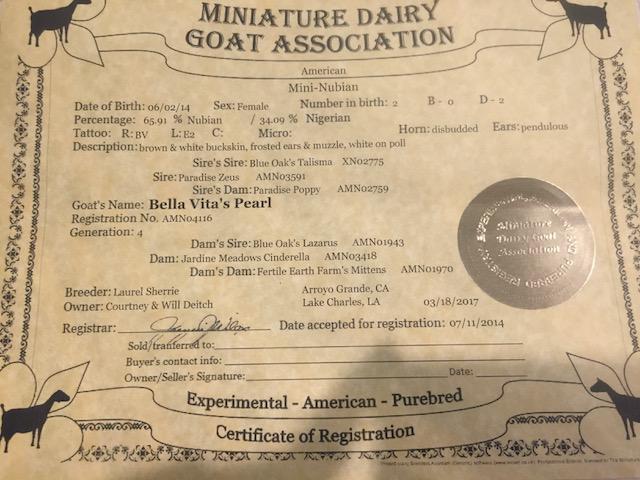 MINIATURE DAIRY
GOAT ASSOCIATION
American
Mini-Nubian
Date of Birth: 06/02/14 Sex: Female Number in birth: 2 B - 0 D - 2
Percentage: 65.91 % Nubian / 34.09 % Nigerian
Tattoo: R: BV L: E2 C: Micro: Horn: disbudded Ears: pendulous
Description: brown & white buckskin, frosted ears & muzzle, white on poll
Sire's Sire: Blue Oak's Talisma XN02775
Sire: Paradise Zeus AMN03591
Sire's Dam: Paradise Poppy AMN02759
Goat's Name: Bella Vita's Pearl
Registration No. AMN04116
Generation: 4
Dam's Sire: Blue Oak's Lazarus AMN01943
Dam: Jardine Meadows Cinderella AMN03418
Dam's Dam: Fertile Earth Farm's Mittens AMN01970
Miniature
Dairy Goat
Association
Breeder: Laurel Sherrie Arroyo Grande, CA
Owner: Courtney & Will Deitch Lake Charles, LA 03/18/2017
Registrar: Date accepted for registration: 07/11/2014
Sold/tranferred to:
Buyer's contact info:
Owner/Seller's Signature: Date:
Experimental - American - Purebred
Certificate of Registration